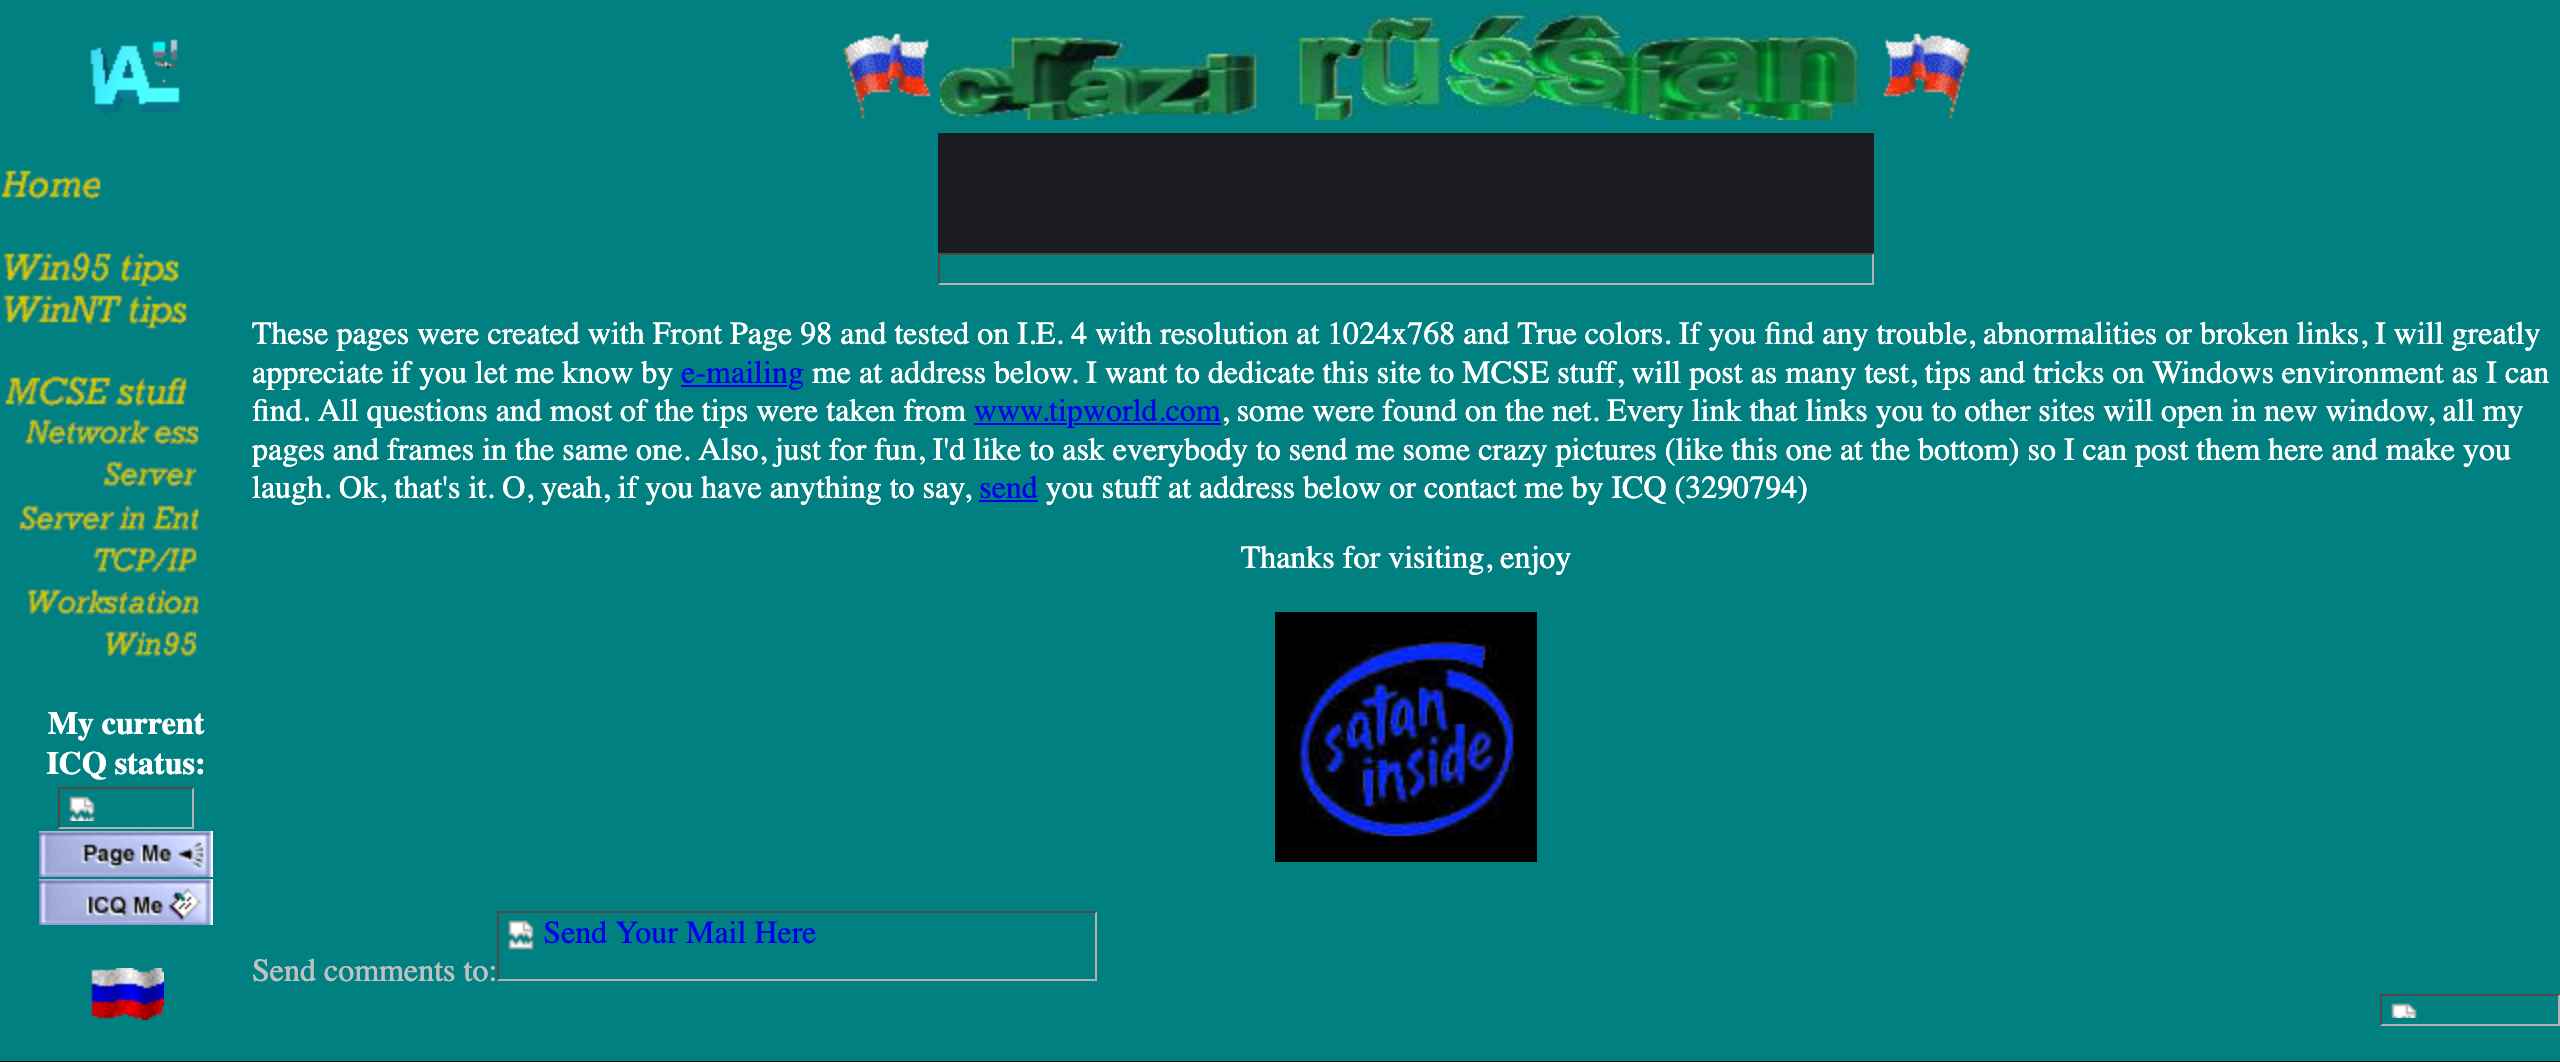 crazi rũśŝian
Home
Win95 tips
WinNT tips
MCSE stuff
Network ess
Server
Server in Ent
TCP/IP
Workstation
Win95
My current
ICQ status:
Page Me
ICQ Me
These pages were created with Front Page 98 and tested on I.E. 4 with resolution at 1024x768 and True colors. If you find any trouble, abnormalities or broken links, I will greatly
appreciate if you let me know by e-mailing me at address below. I want to dedicate this site to MCSE stuff, will post as many test, tips and tricks on Windows environment as I can
find. All questions and most of the tips were taken from www.tipworld.com, some were found on the net. Every link that links you to other sites will open in new window, all my
pages and frames in the same one. Also, just for fun, I'd like to ask everybody to send me some crazy pictures (like this one at the bottom) so I can post them here and make you
laugh. Ok, that's it. O, yeah, if you have anything to say, send you stuff at address below or contact me by ICQ (3290794)
Thanks for visiting, enjoy
satan
inside
Send Your Mail Here
Send comments to: